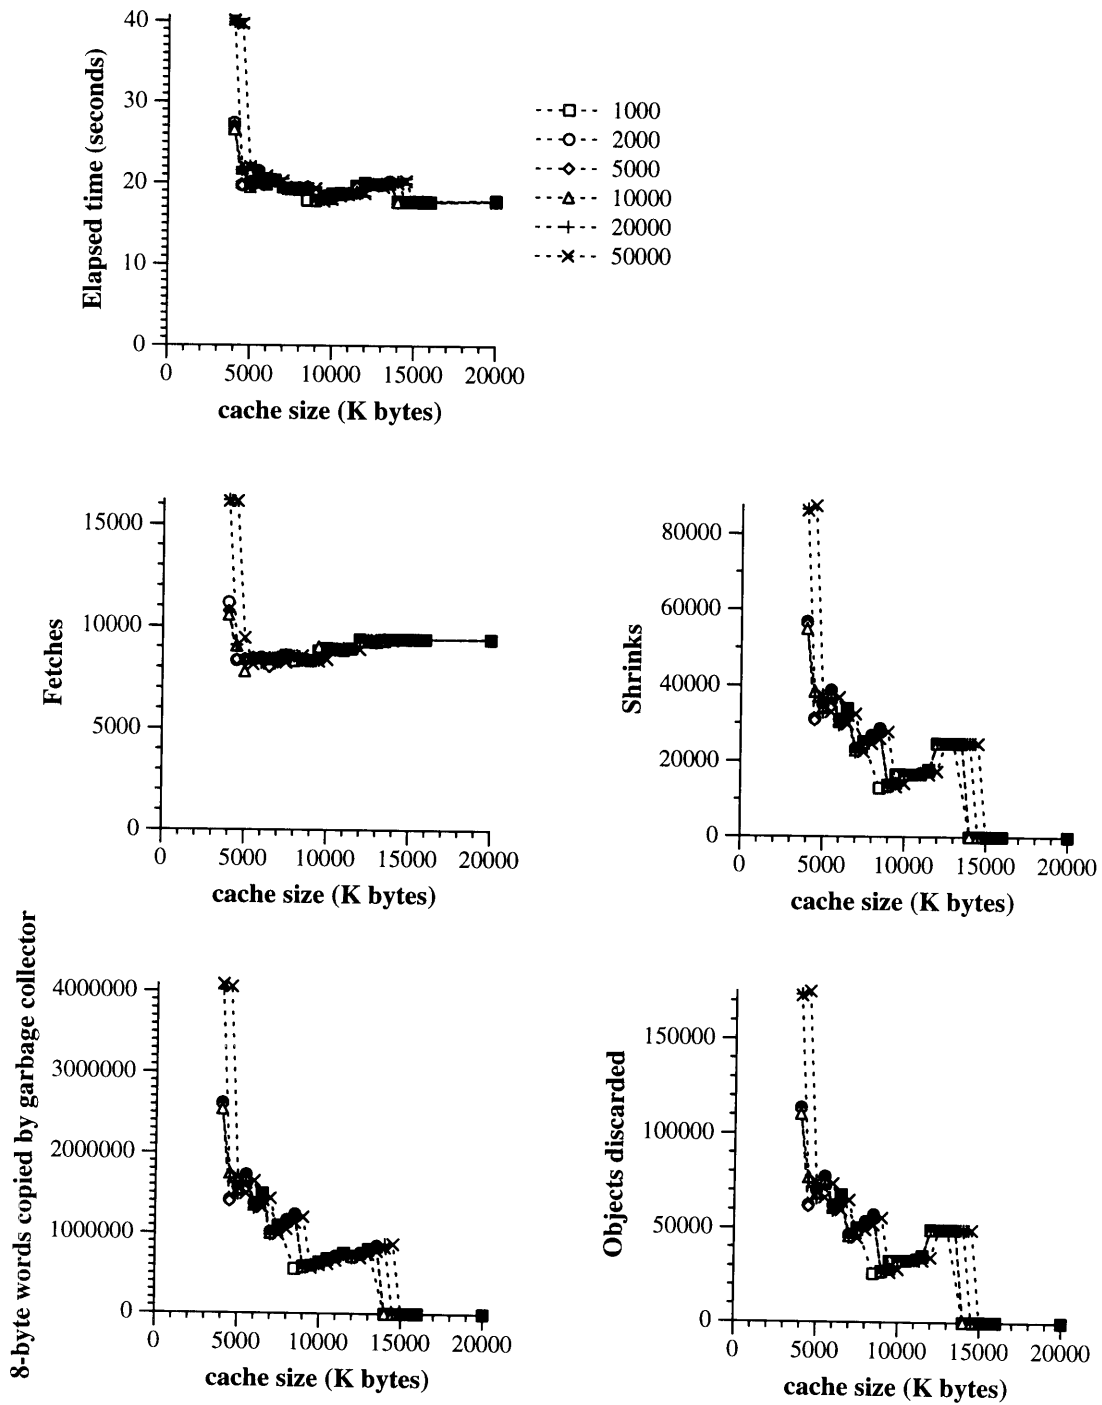 40
30
20
10
0
Elapsed time (seconds)
0 5000 10000 15000 20000
cache size (K bytes)
1000
2000
5000
10000
20000
50000
15000
10000
5000
0
Fetches
0 5000 10000 15000 20000
cache size (K bytes)
80000
60000
40000
20000
0
Shrinks
0 5000 10000 15000 20000
cache size (K bytes)
4000000
3000000
2000000
1000000
0
8-byte words copied by garbage collector
0 5000 10000 15000 20000
cache size (K bytes)
150000
100000
50000
0
Objects discarded
0 5000 10000 15000 20000
cache size (K bytes)